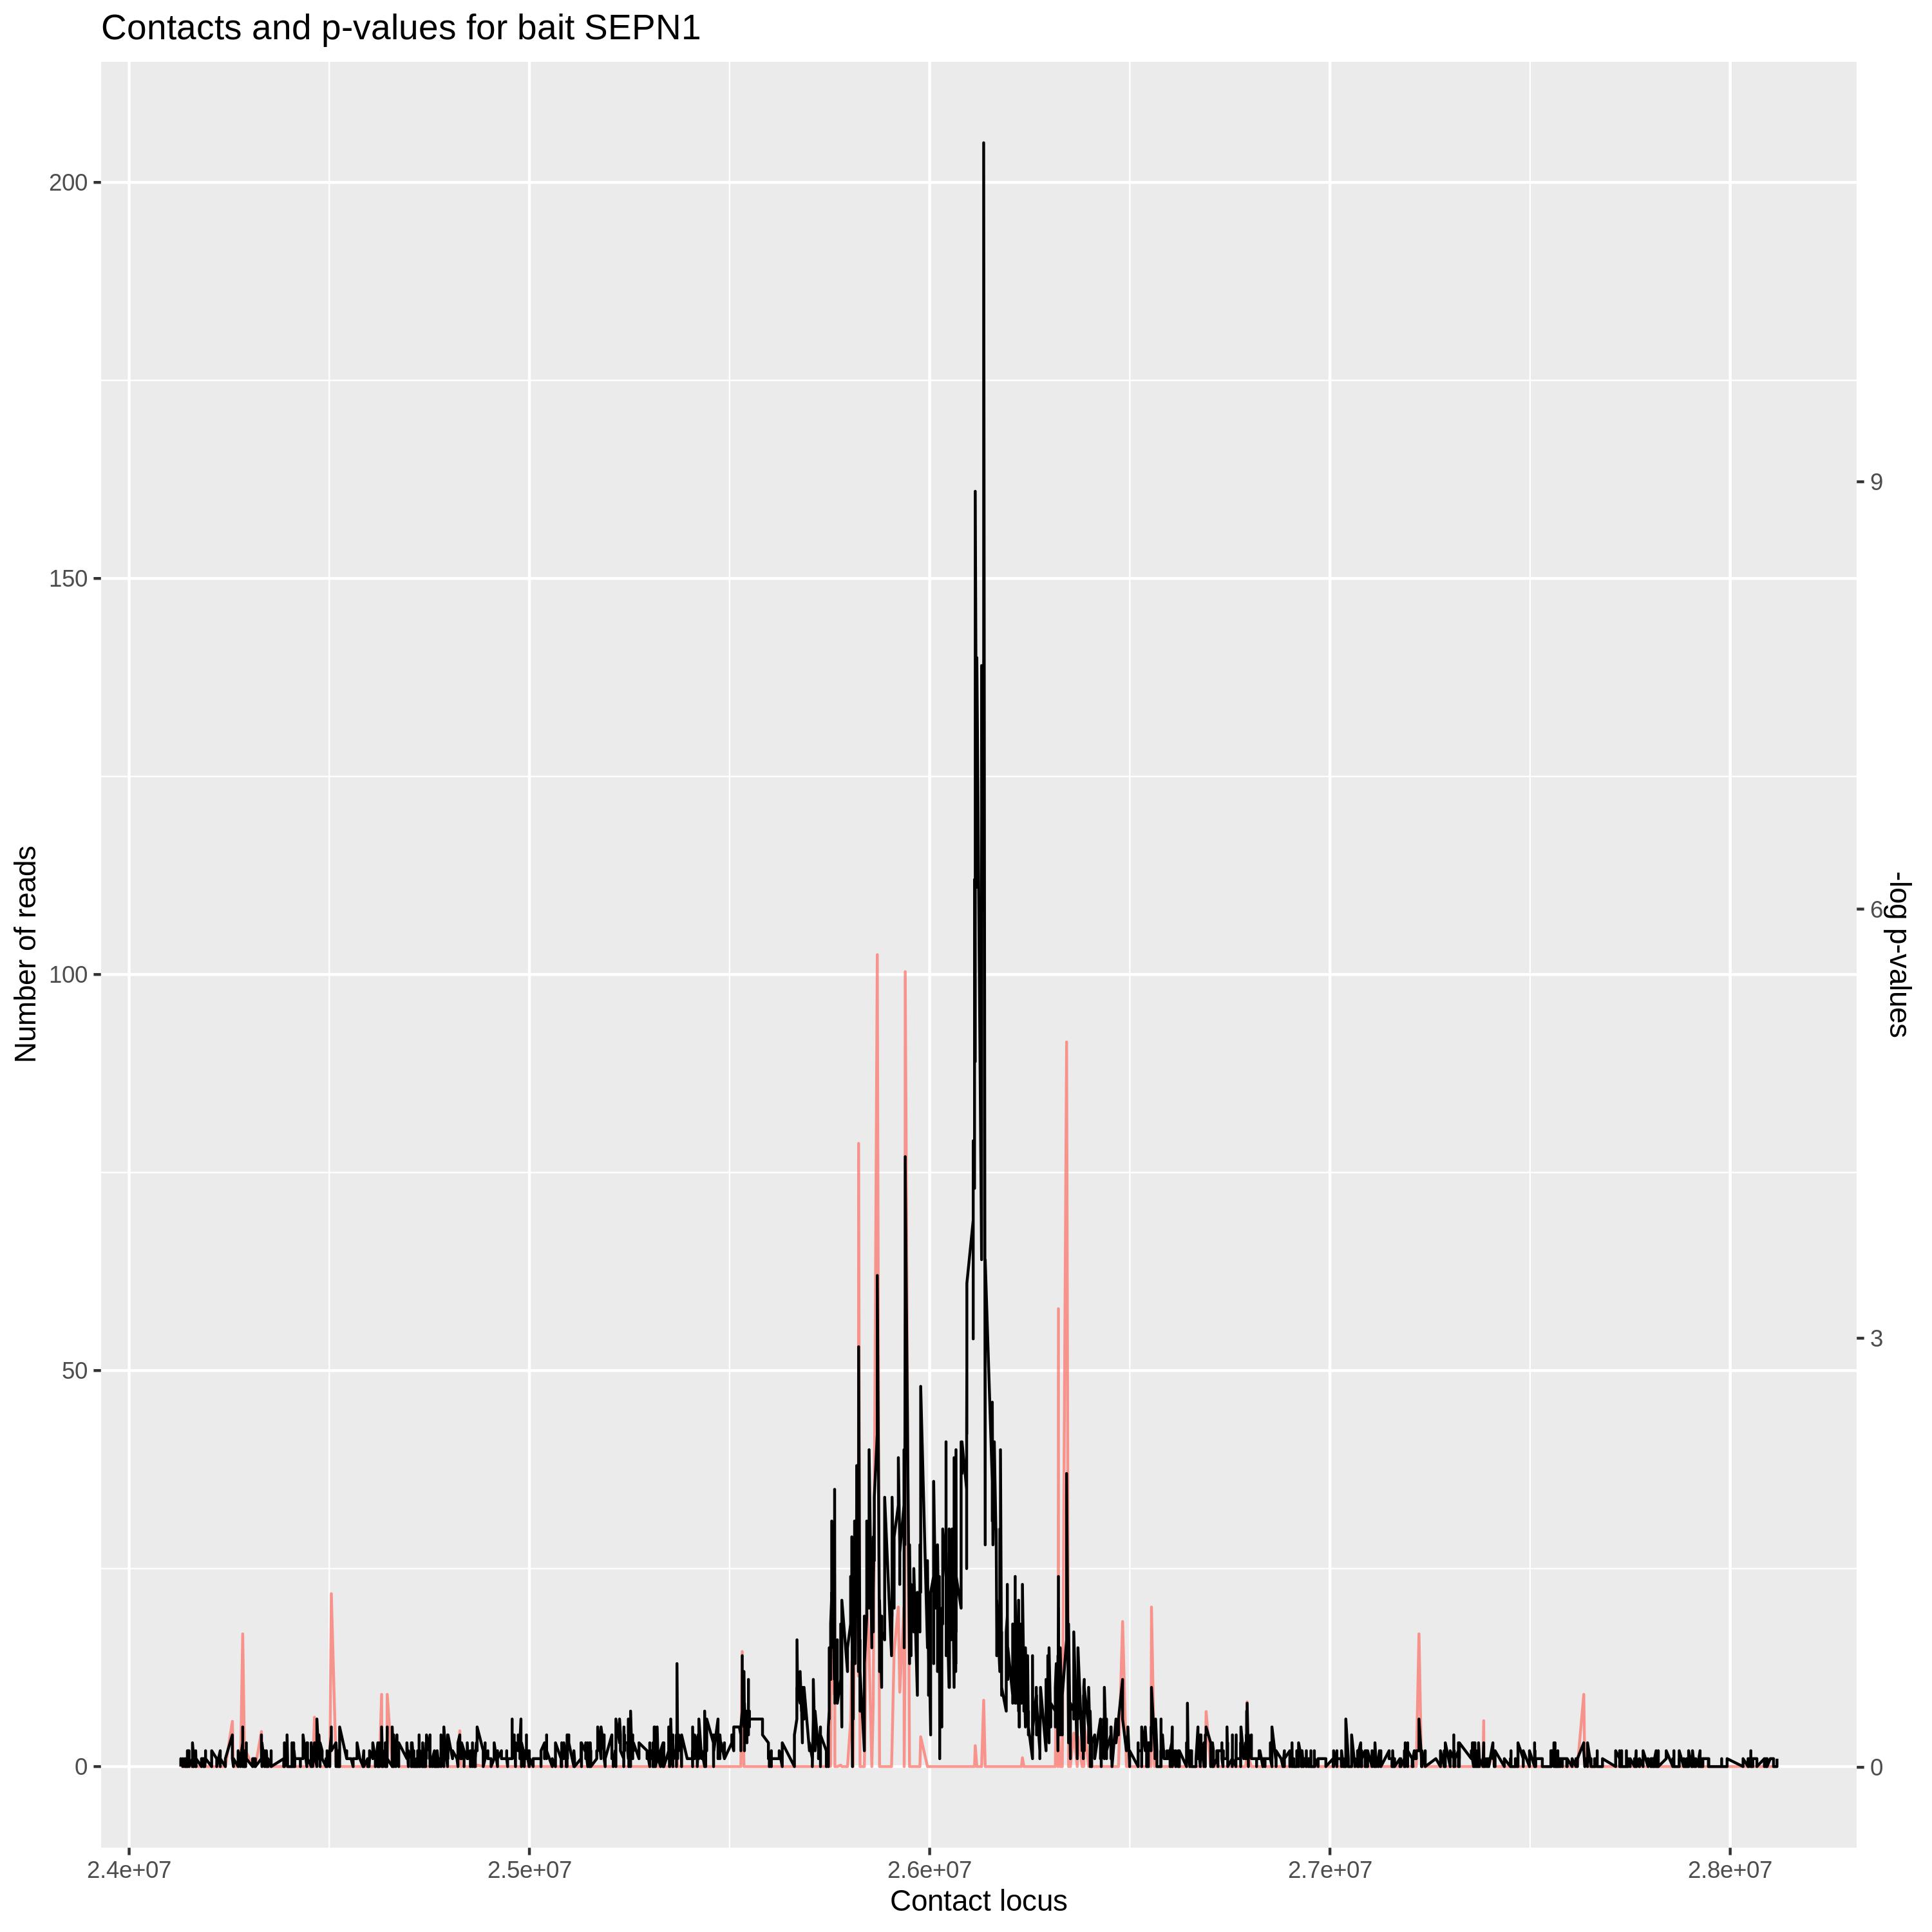 Contacts and p-values for bait SEPN1
200
150
100
50
0
Number of reads
9
6
3
0
-log p-values
2.4e+07
2.5e+07
2.6e+07
2.7e+07
2.8e+07
Contact locus